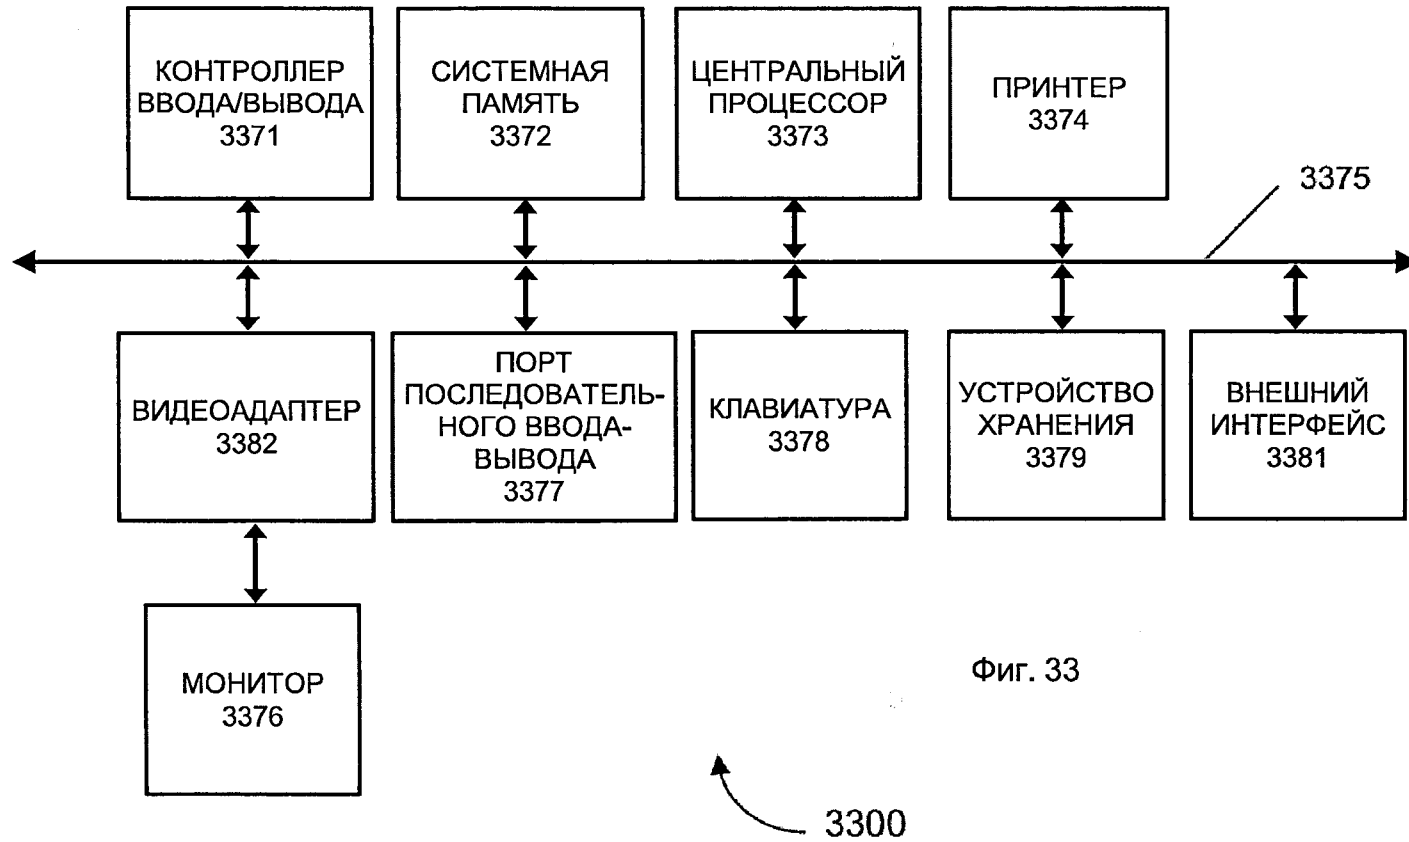 КОНТРОЛЛЕР
ВВОДА/ВЫВОДА
3371
СИСТЕМНАЯ
ПАМЯТЬ
3372
ЦЕНТРАЛЬНЫЙ
ПРОЦЕССОР
3373
ПРИНТЕР
3374
3375
ВИДЕОАДАПТЕР
3382
ПОРТ
ПОСЛЕДОВАТЕЛЬ-
НОГО ВВОДА-
ВЫВОДА
3377
КЛАВИАТУРА
3378
УСТРОЙСТВО
ХРАНЕНИЯ
3379
ВНЕШНИЙ
ИНТЕРФЕЙС
3381
МОНИТОР
3376
Фиг. 33
3300